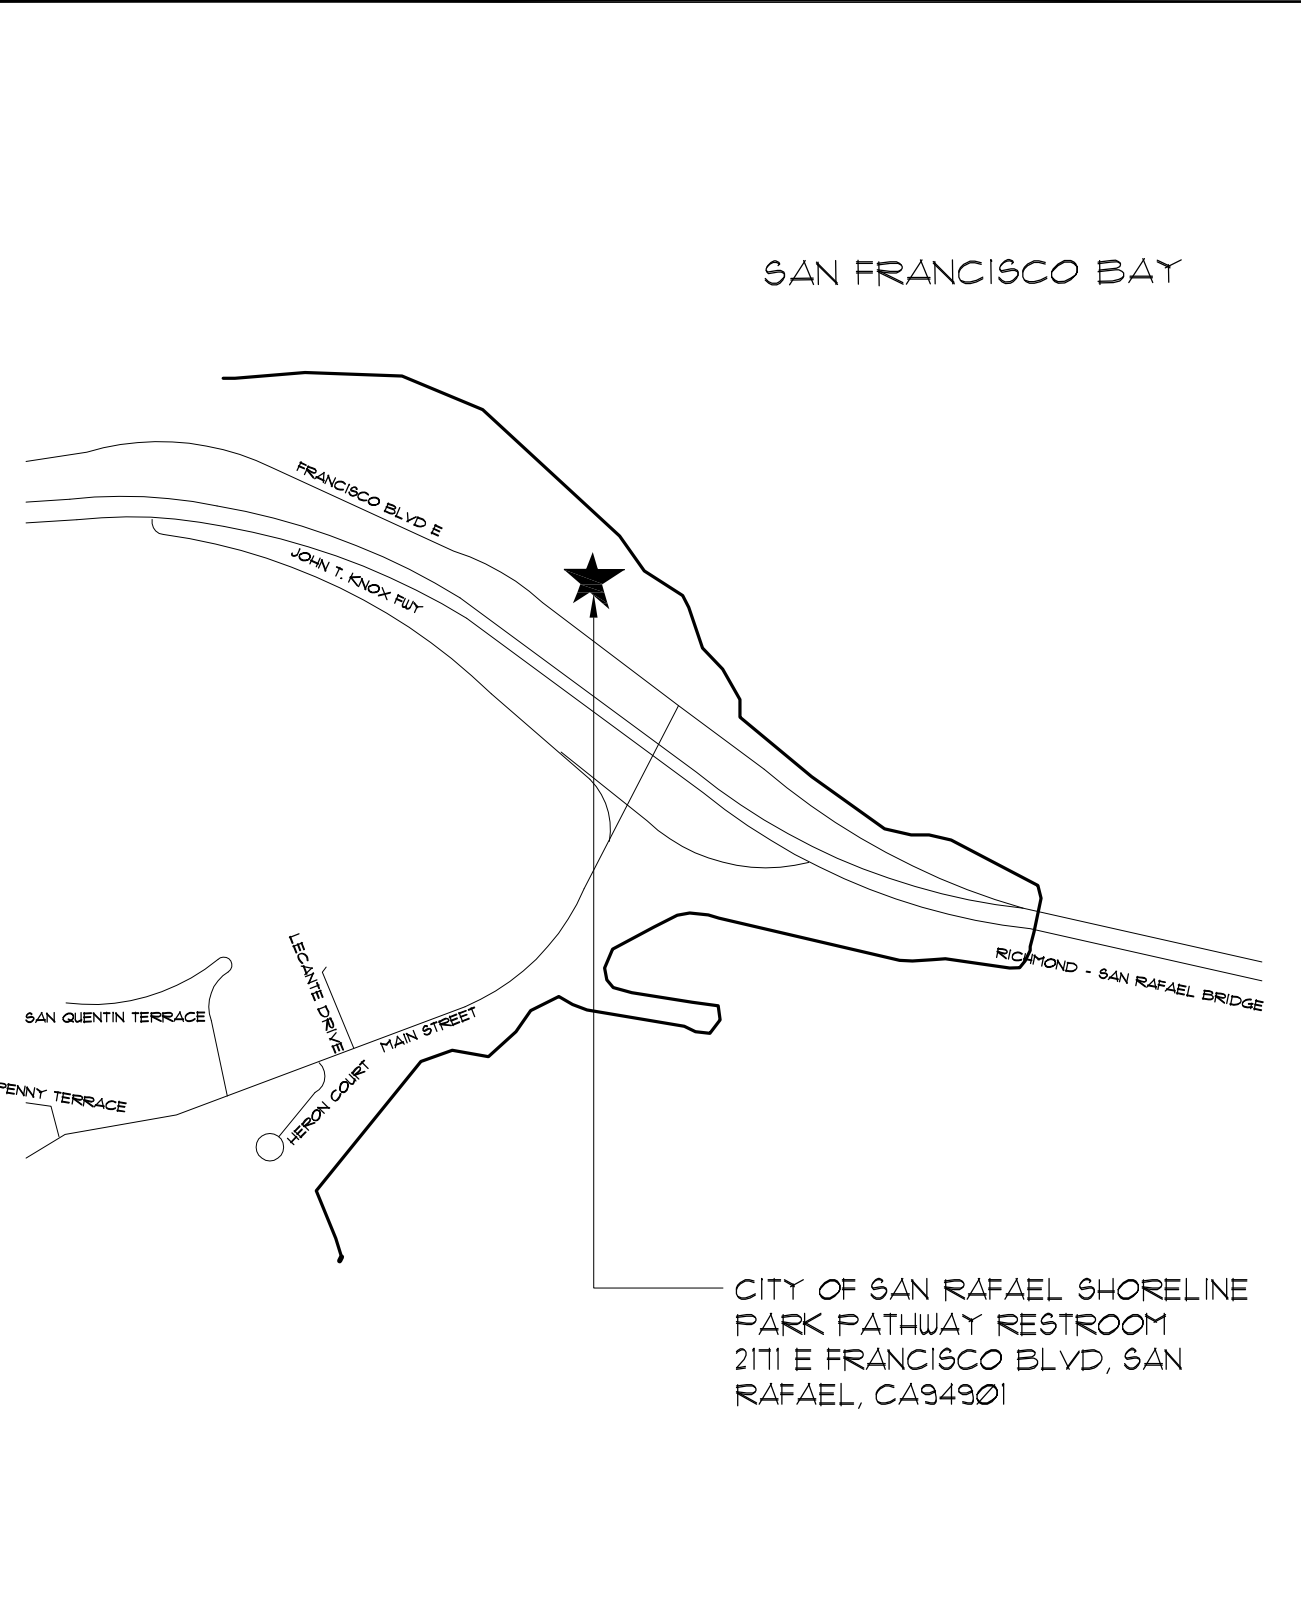 SAN FRANCISCO BAY
FRANCISCO BLVD E
JOHN T. KNOX FWY
LECANTE DRIVE
RICHMOND - SAN RAFAEL BRIDGE
SAN QUENTIN TERRACE
MAIN STREET
HERON COURT
PENNY TERRACE
CITY OF SAN RAFAEL SHORELINE
PARK PATHWAY RESTROOM
2171 E FRANCISCO BLVD, SAN
RAFAEL, CA94901